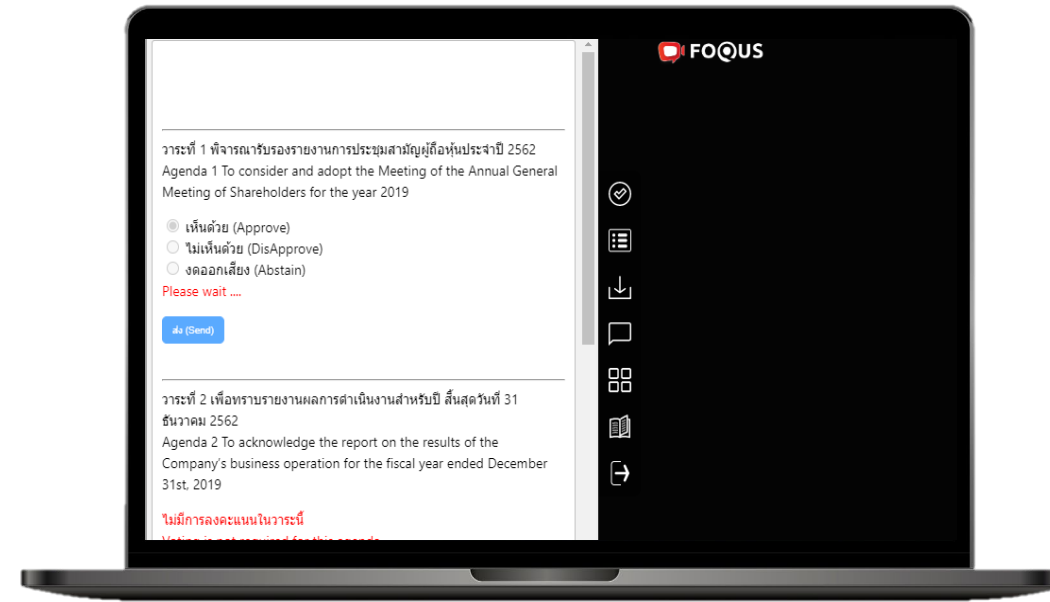 FOQUS
วาระที่ 1 พิจารณารับรองรายงานการประชุมสามัญผู้ถือหุ้นประจำปี 2562
Agenda 1 To consider and adopt the Meeting of the Annual General
Meeting of Shareholders for the year 2019
เห็นด้วย (Approve)
ไม่เห็นด้วย (DisApprove)
งดออกเสียง (Abstain)
Please wait ....
ส่ง (Send)
วาระที่ 2 เพื่อทราบรายงานผลการดำเนินงานสำหรับปี สิ้นสุดวันที่ 31
ธันวาคม 2562
Agenda 2 To acknowledge the report on the results of the
Company's business operation for the fiscal year ended December
31st, 2019
ไม่มีการลงคะแนนในวาระนี้
Voting is not required for this agenda